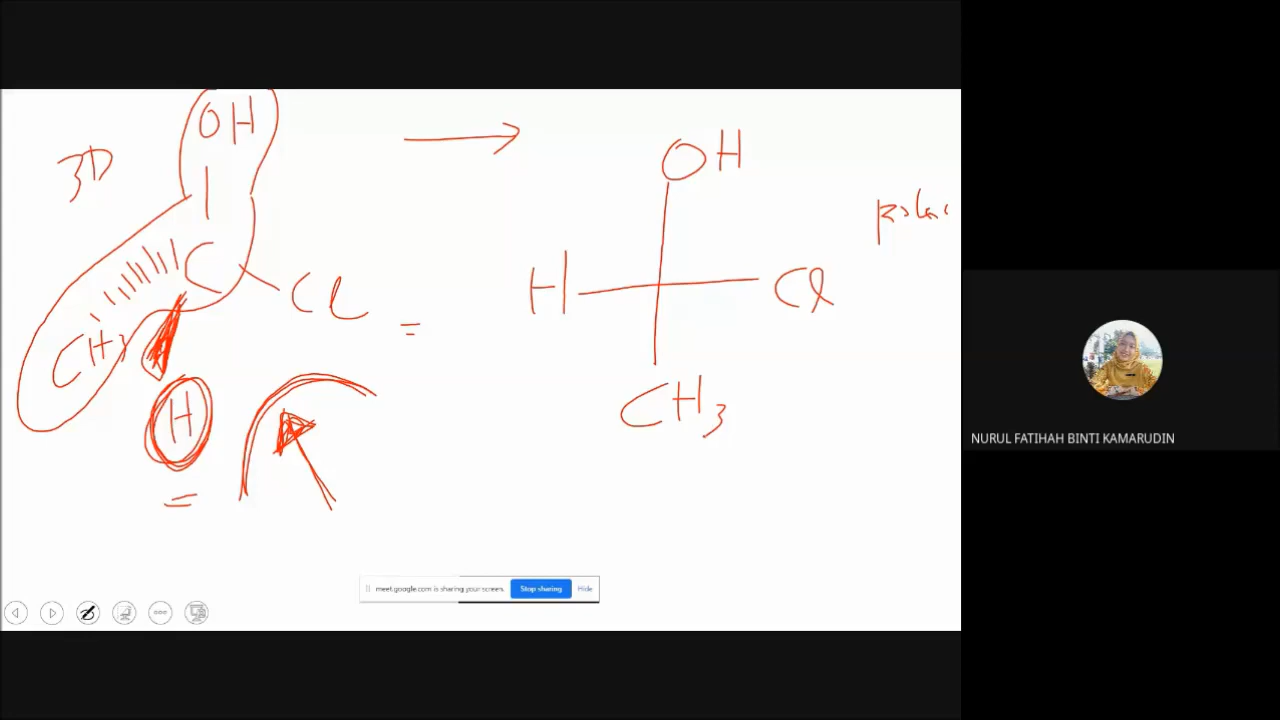 OH
3D
C
Cl
CH3
H
=
=
OH
H
Cl
CH3
meet.google.com is sharing your screen.
Stop sharing
Hide
NURUL FATIHAH BINTI KAMARUDIN